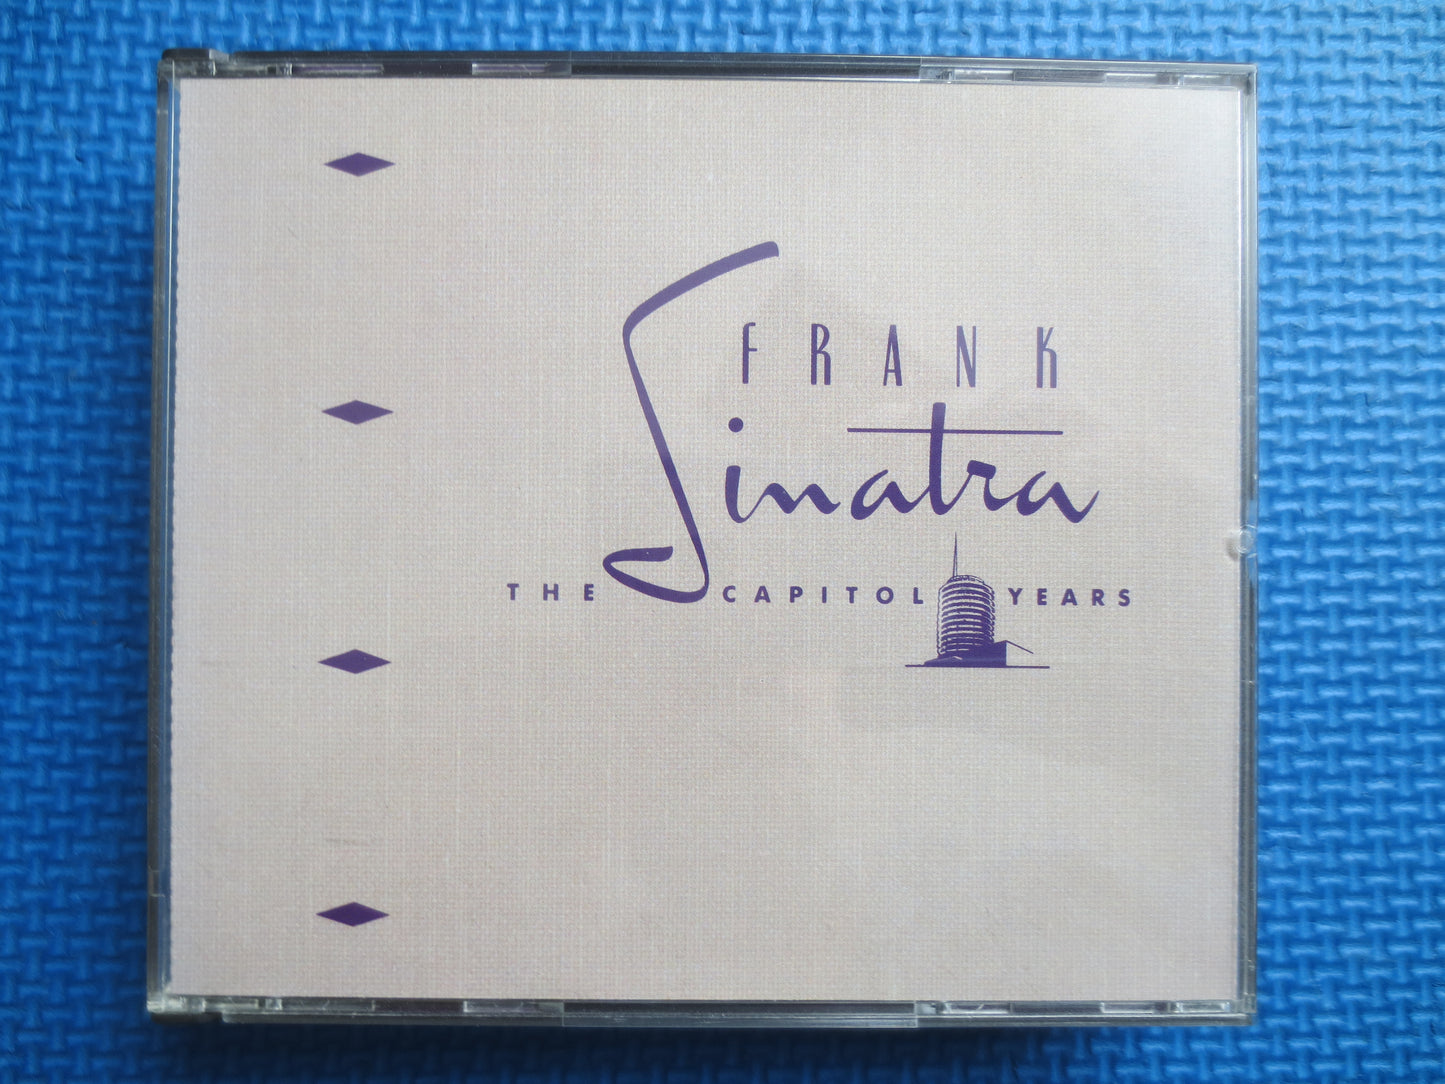 FRANK
Sinatra
THE CAPITOL YEARS